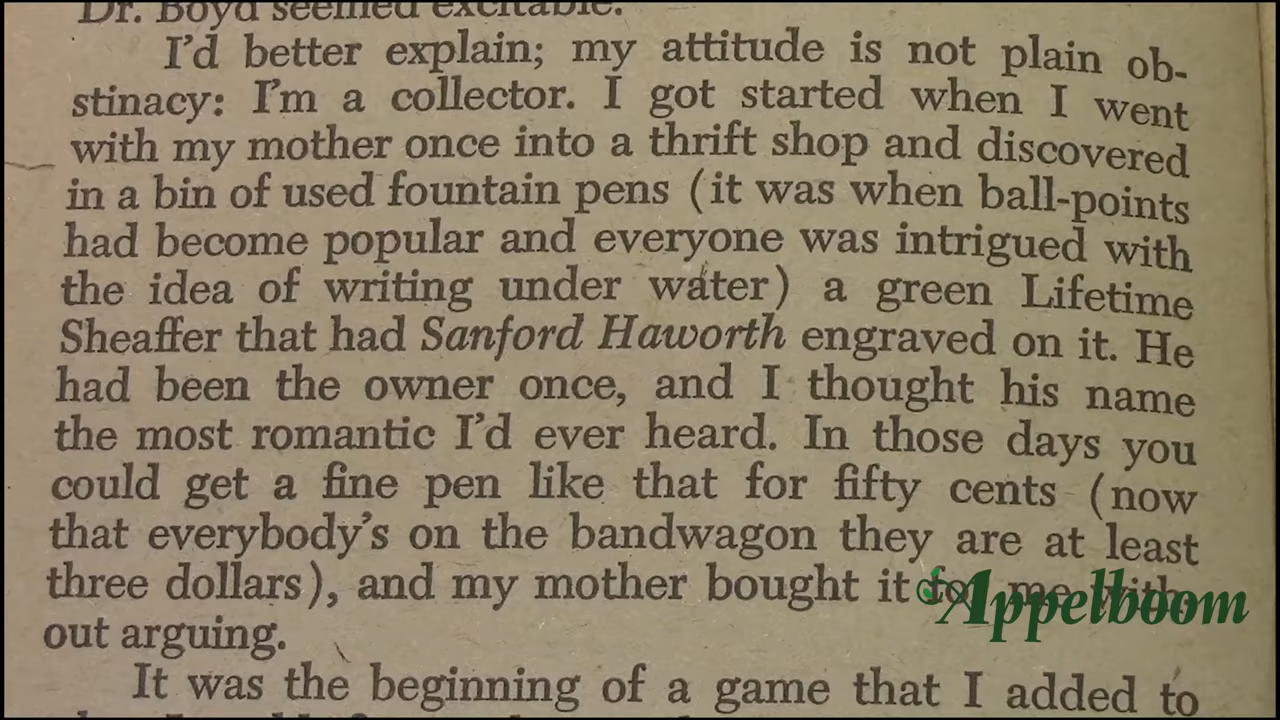 Dr. Boyd seemed excitable.
I'd better explain; my attitude is not plain ob-
stinacy: I'm a collector. I got started when I went
with my mother once into a thrift shop and discovered
in a bin of used fountain pens (it was when ball-points
had become popular and everyone was intrigued with
the idea of writing under water) a green Lifetime
Sheaffer that had Sanford Haworth engraved on it. He
had been the owner once, and I thought his name
the most romantic I'd ever heard. In those days you
could get a fine pen like that for fifty cents (now
that everybody's on the bandwagon they are at least
three dollars), and my mother bought it for me with-
out arguing.
Appelboom
It was the beginning of a game that I added to